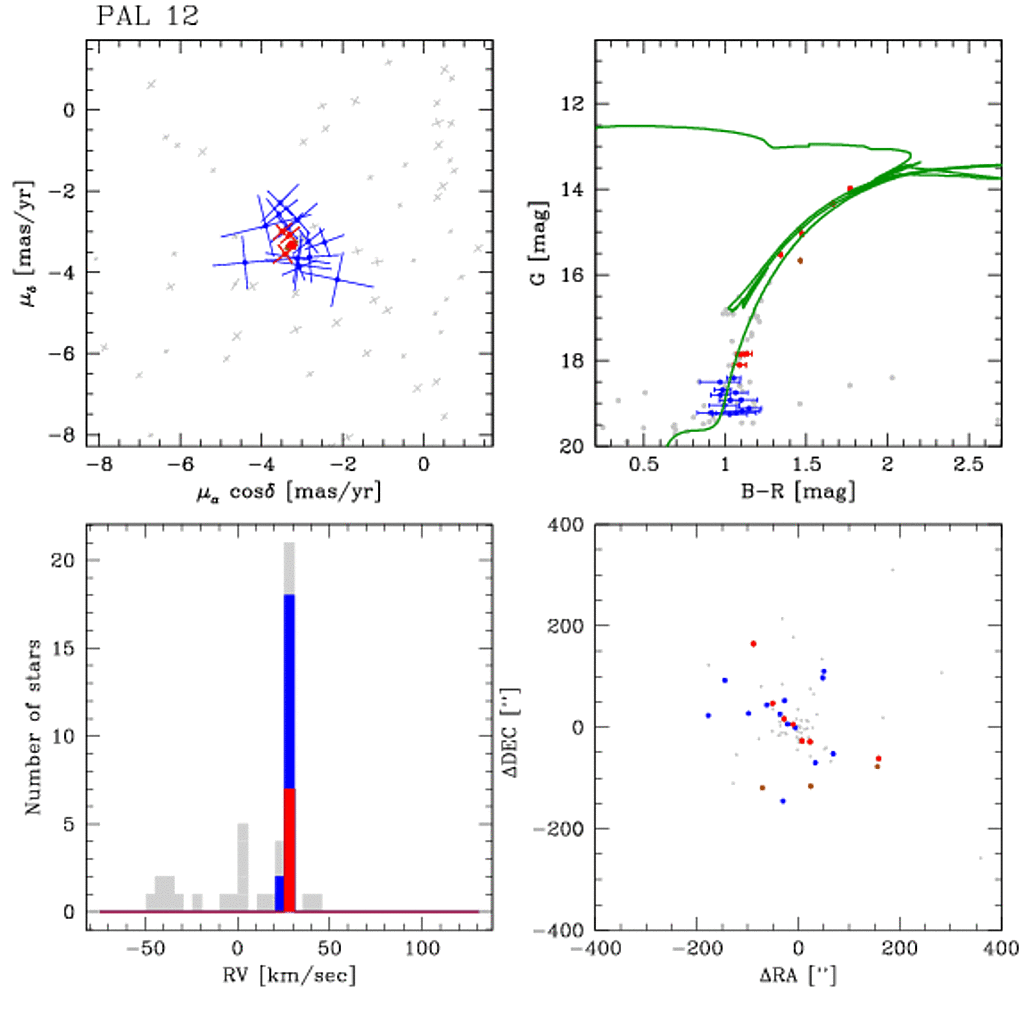 PAL 12
0
−2
−4
−6
−8
−8 −6 −4 −2 0
μδ [mas/yr]
μα cosδ [mas/yr]
12
14
16
18
20
0.5 1 1.5 2 2.5
G [mag]
B−R [mag]
20
15
10
5
0
−50 0 50 100
Number of stars
RV [km/sec]
400
200
0
−200
−400
−400 −200 0 200 400
ΔDEC ['']
ΔRA ['']